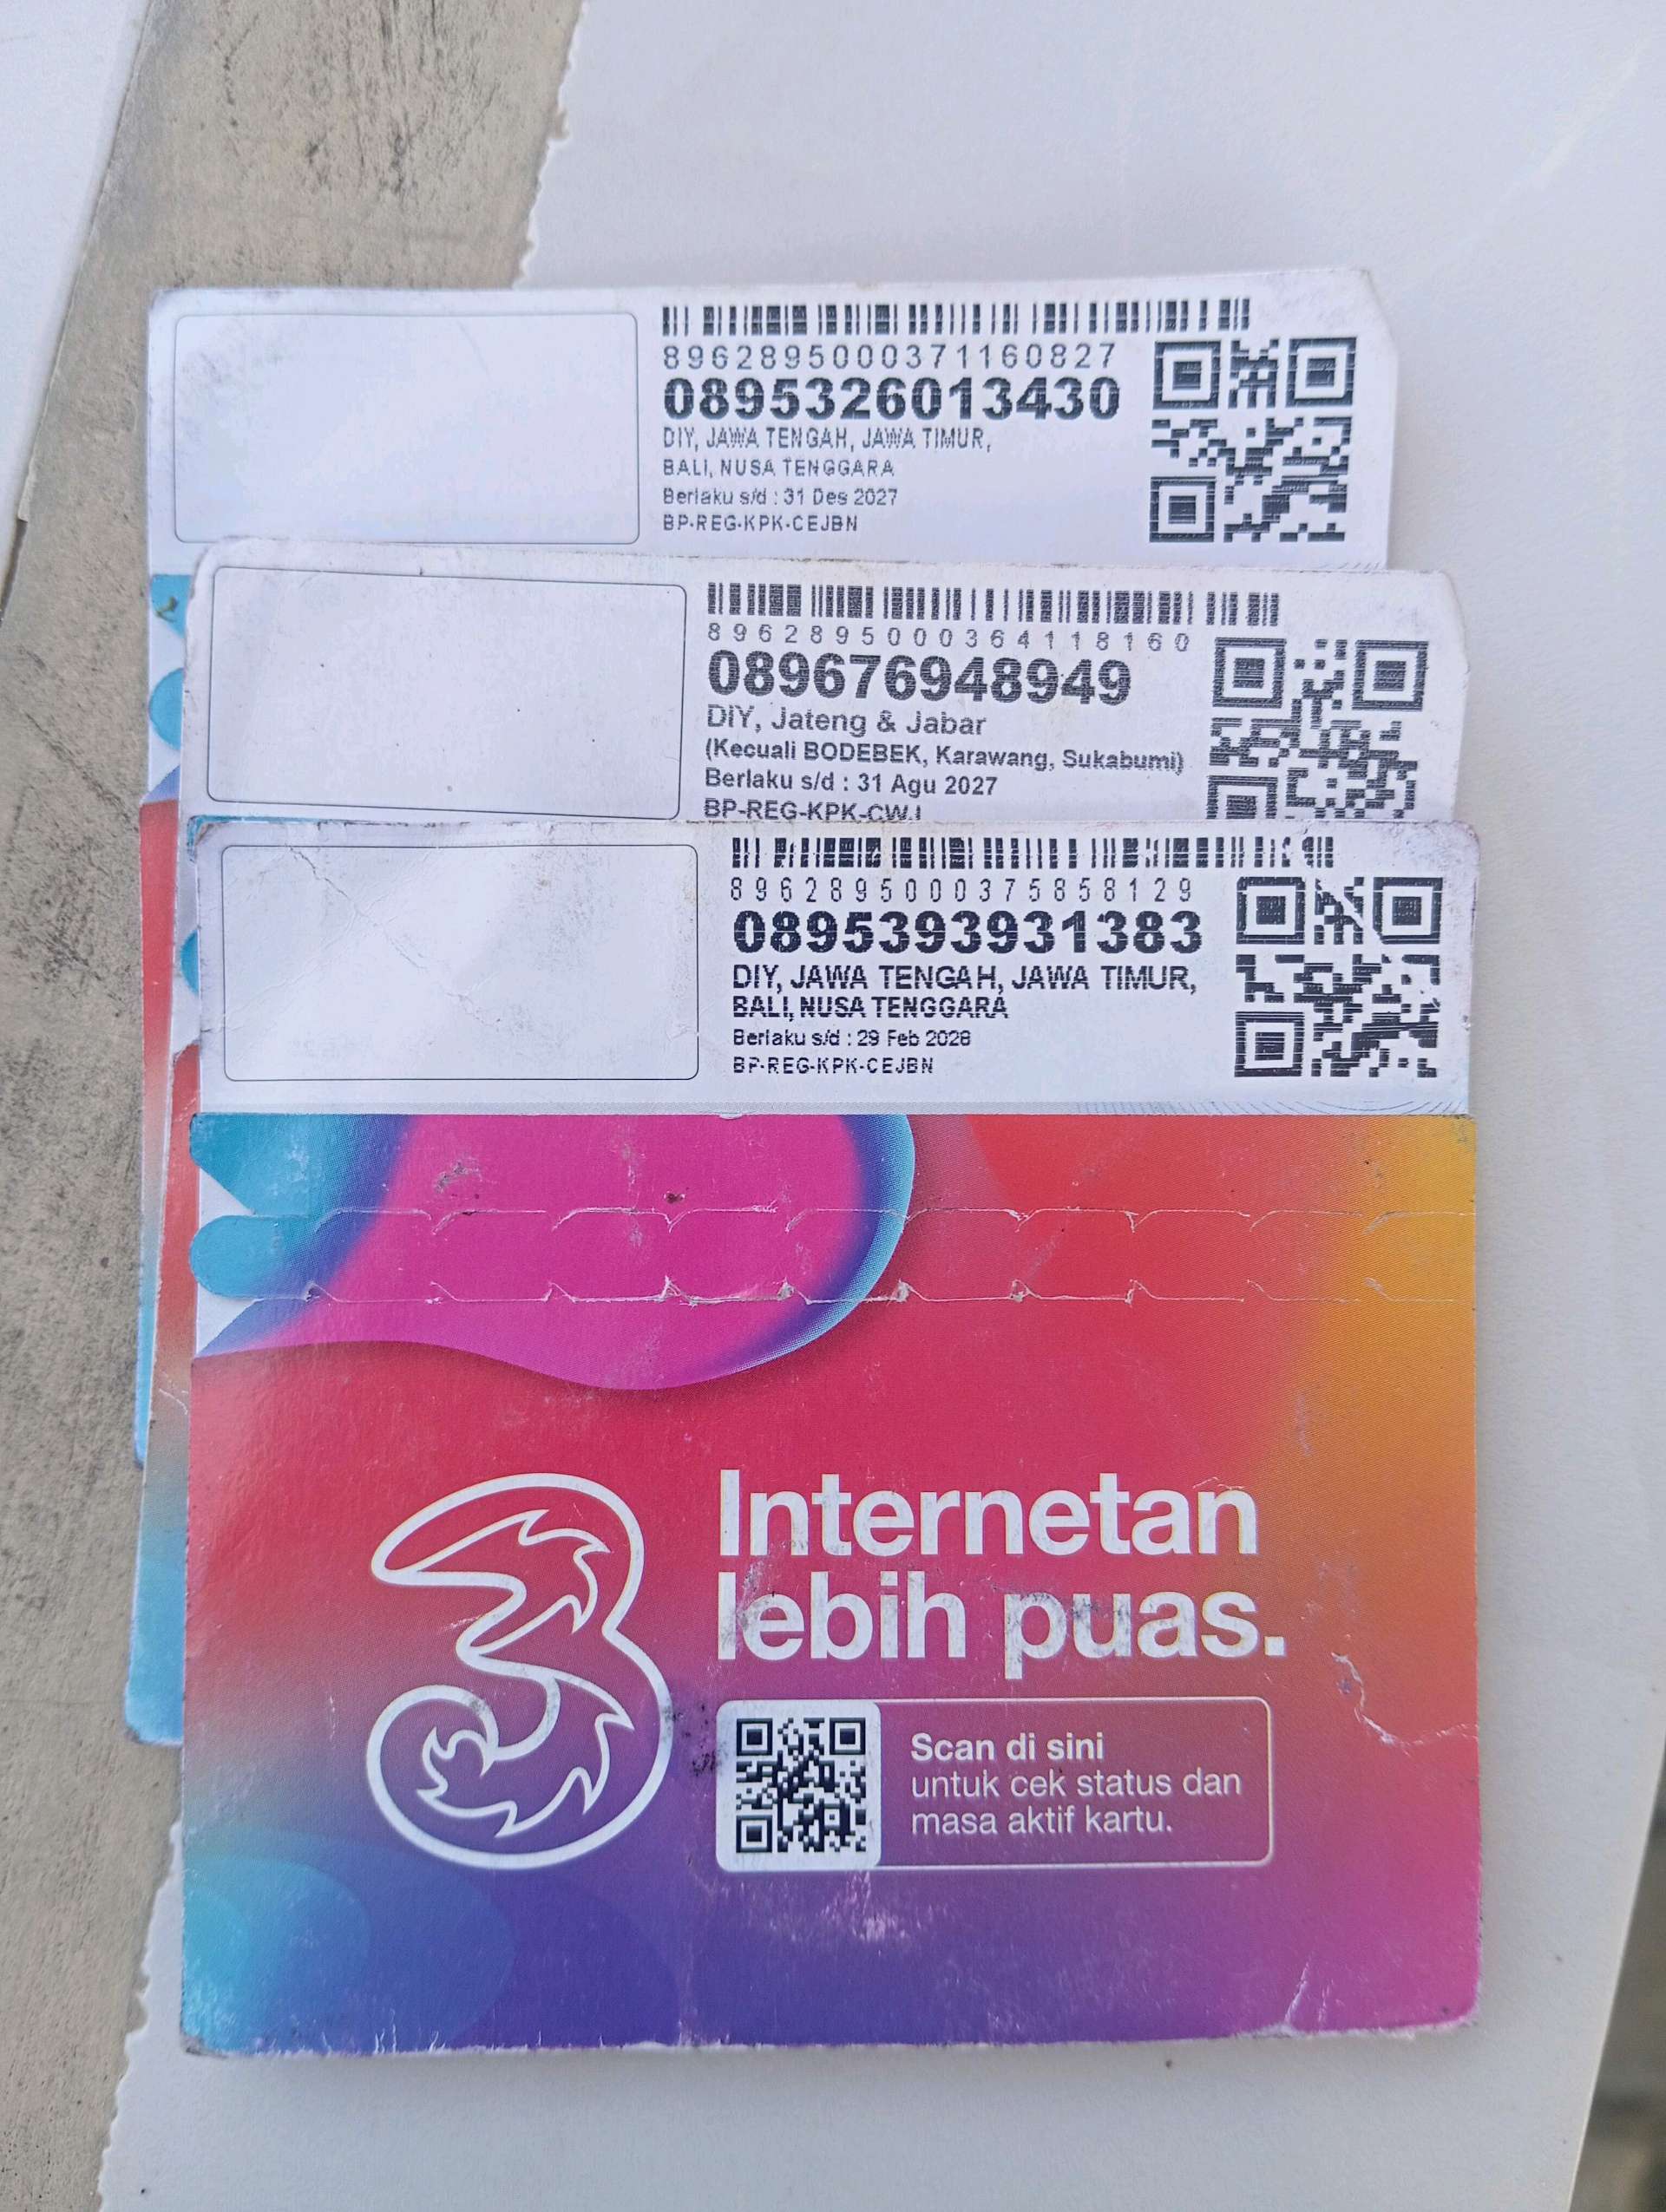 8962895000371160827
0895326013430
DIY, JAWA TENGAH, JAWA TIMUR,
BALI, NUSA TENGGARA
Berlaku s/d : 31 Des 2027
BP-REG-KPK-CEJBN
8962895000364118160
089676948949
DIY, Jateng & Jabar
(Kecuali BODEBEK, Karawang, Sukabumi)
Berlaku s/d : 31 Agu 2027
BP-REG-KPK-CWJ
8962895000375858129
0895393931383
DIY, JAWA TENGAH, JAWA TIMUR,
BALI, NUSA TENGGARA
Berlaku s/d : 29 Feb 2028
BP-REG-KPK-CEJBN
3
Internetan
lebih puas.
Scan di sini
untuk cek status dan
masa aktif kartu.